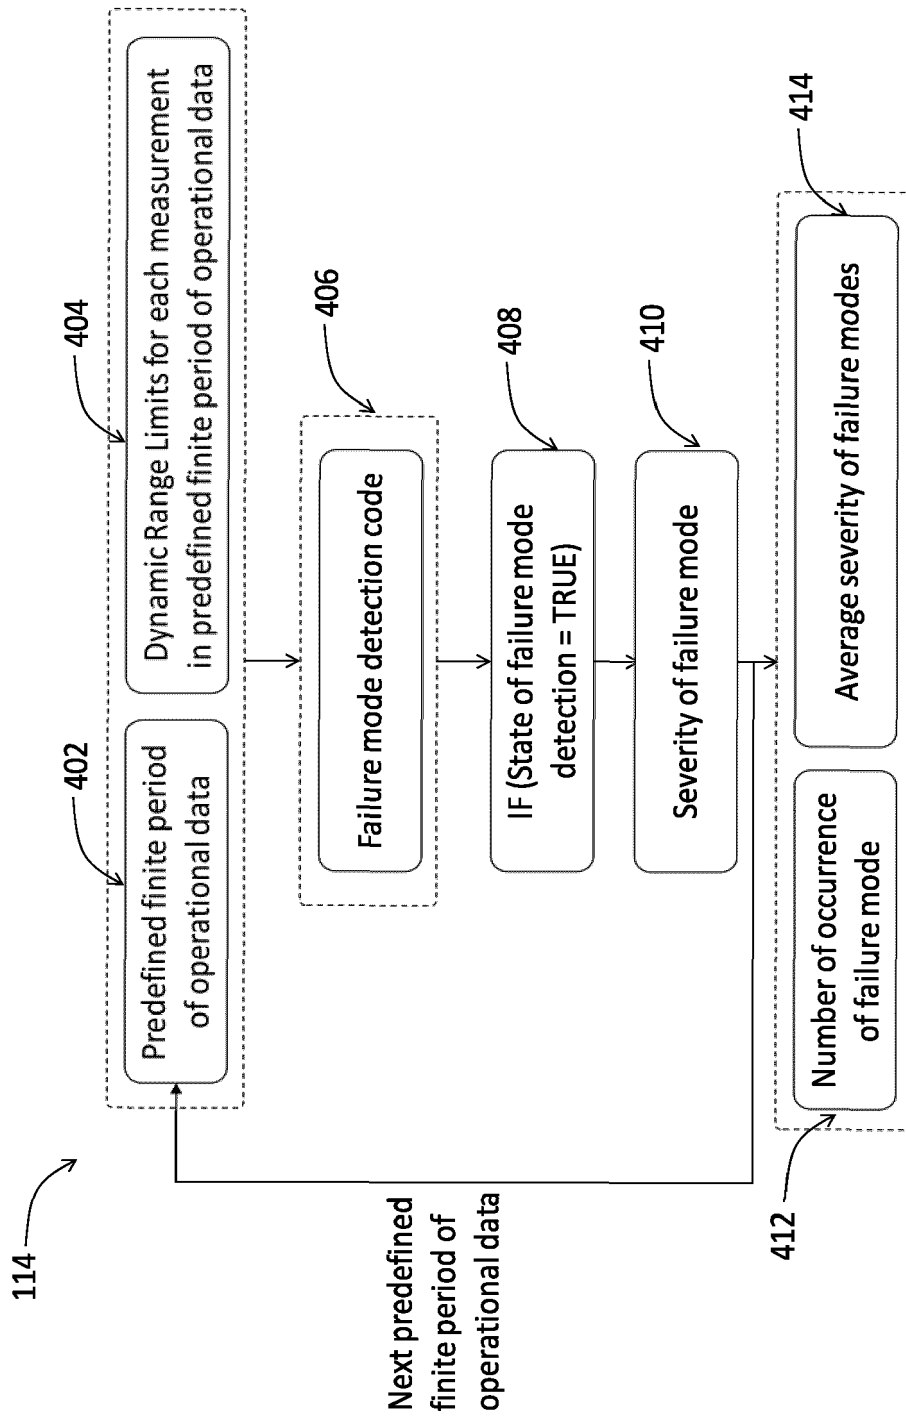 114
402
404
Predefined finite period
of operational data
Dynamic Range Limits for each measurement
in predefined finite period of operational data
406
Failure mode detection code
408
IF (State of failure mode
detection = TRUE)
410
Severity of failure mode
Next predefined
finite period of
operational data
412
Number of occurrence
of failure mode
414
Average severity of failure modes